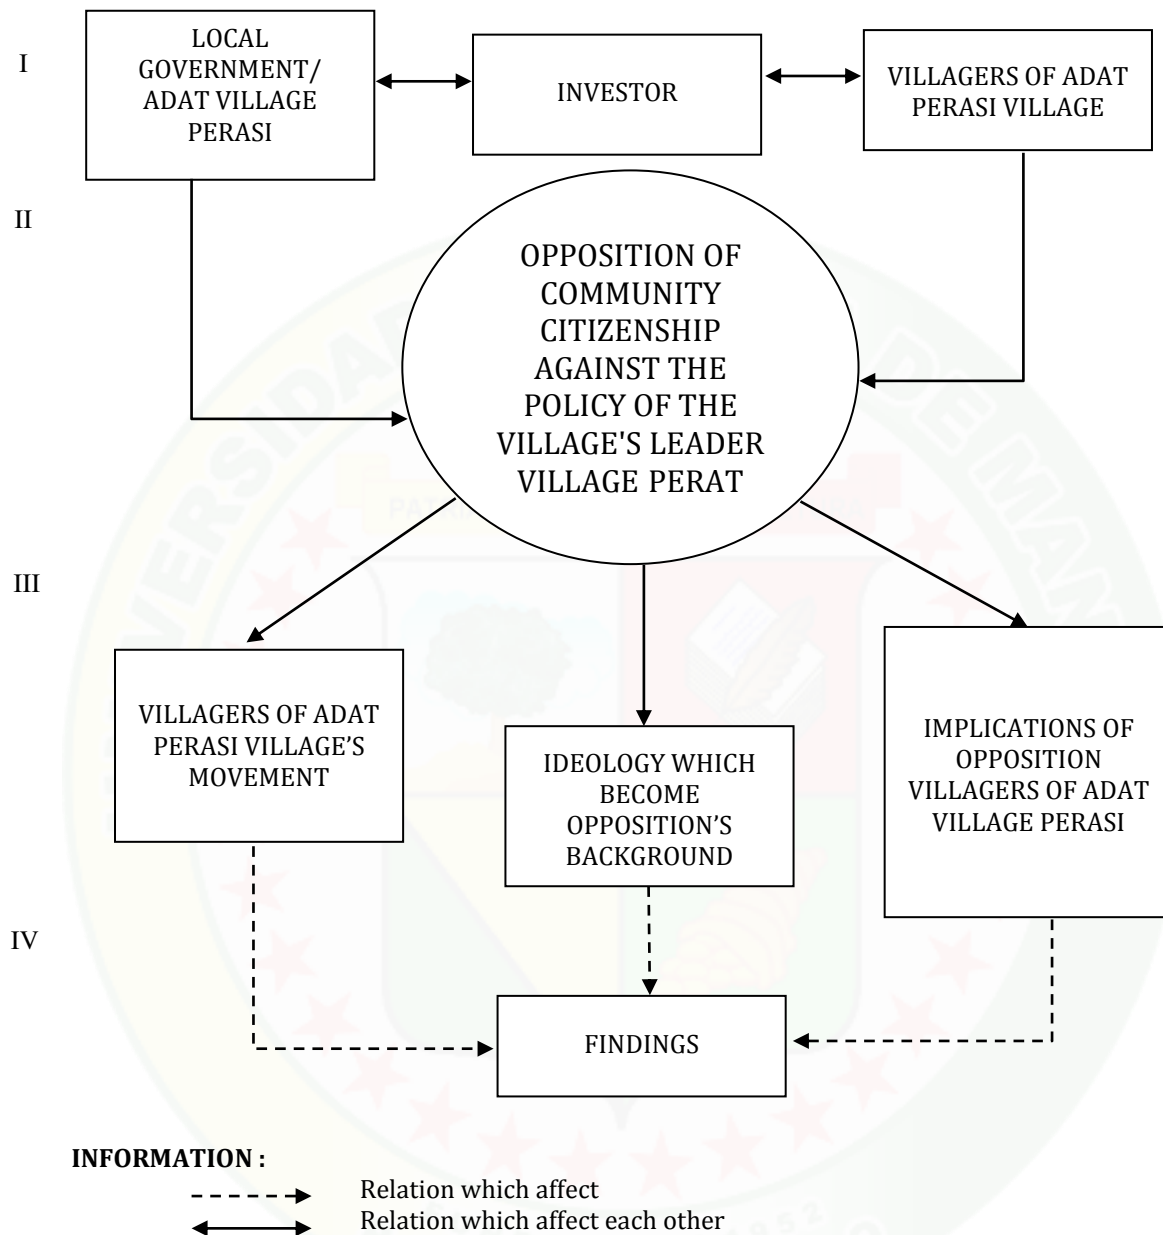 I
LOCAL
GOVERNMENT/
ADAT VILLAGE
PERASI
INVESTOR
VILLAGERS OF ADAT
PERASI VILLAGE
II
OPPOSITION OF
COMMUNITY
CITIZENSHIP
AGAINST THE
POLICY OF THE
VILLAGE'S LEADER
VILLAGE PERAT
III
VILLAGERS OF ADAT
PERASI VILLAGE'S
MOVEMENT
IDEOLOGY WHICH
BECOME
OPPOSITION'S
BACKGROUND
IMPLICATIONS OF
OPPOSITION
VILLAGERS OF ADAT
VILLAGE PERASI
IV
FINDINGS
INFORMATION :
Relation which affect
Relation which affect each other